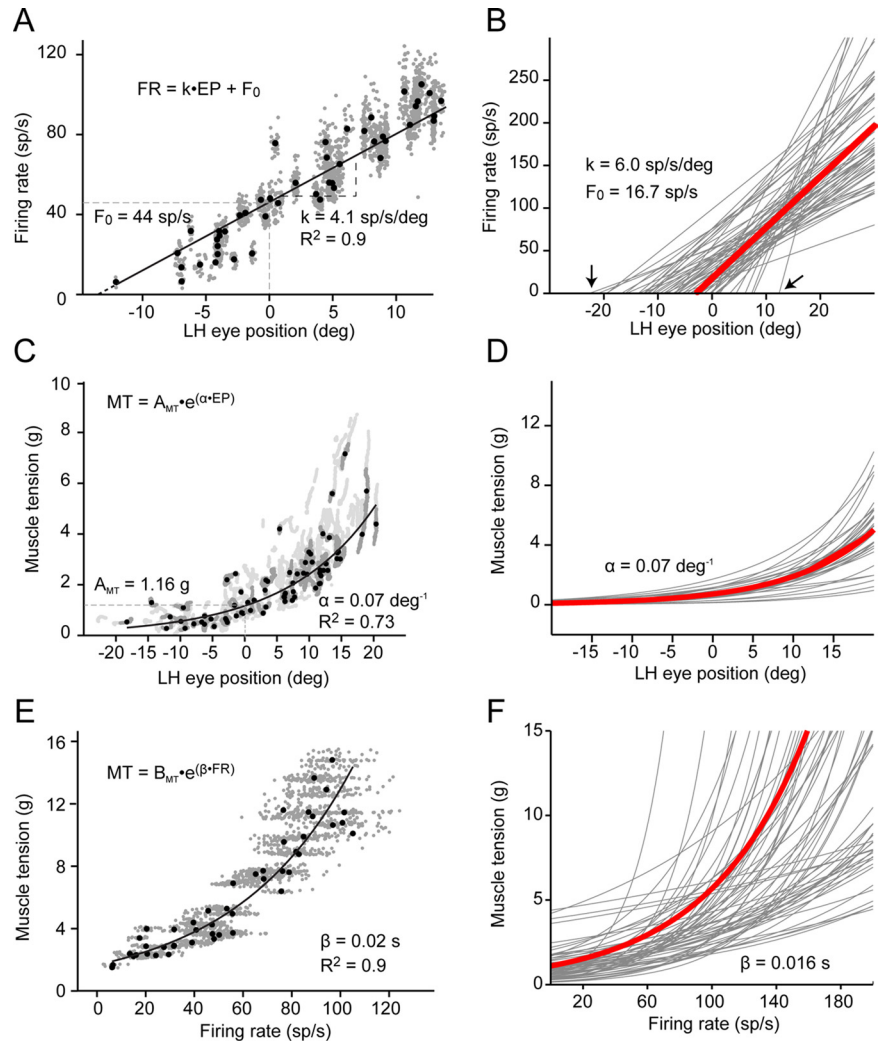 A
FR = k•EP + F₀
Firing rate (sp/s)
120
80
40
0
F₀ = 44 sp/s
k = 4.1 sp/s/deg
R² = 0.9
-10 -5 0 5 10
LH eye position (deg)
B
Firing rate (sp/s)
250
200
150
100
50
0
k = 6.0 sp/s/deg
F₀ = 16.7 sp/s
-20 -10 0 10 20
LH eye position (deg)
C
MT = A_MT•e^(α•EP)
Muscle tension (g)
10
8
6
4
2
0
A_MT = 1.16 g
α = 0.07 deg⁻¹
R² = 0.73
-20 -15 -10 -5 0 5 10 15 20
LH eye position (deg)
D
Muscle tension (g)
12
8
4
0
α = 0.07 deg⁻¹
-15 -10 -5 0 5 10 15
LH eye position (deg)
E
MT = B_MT•e^(β•FR)
Muscle tension (g)
16
12
8
4
0
β = 0.02 s
R² = 0.9
0 20 40 60 80 100 120
Firing rate (sp/s)
F
Muscle tension (g)
15
10
5
0
β = 0.016 s
20 60 100 140 180
Firing rate (sp/s)